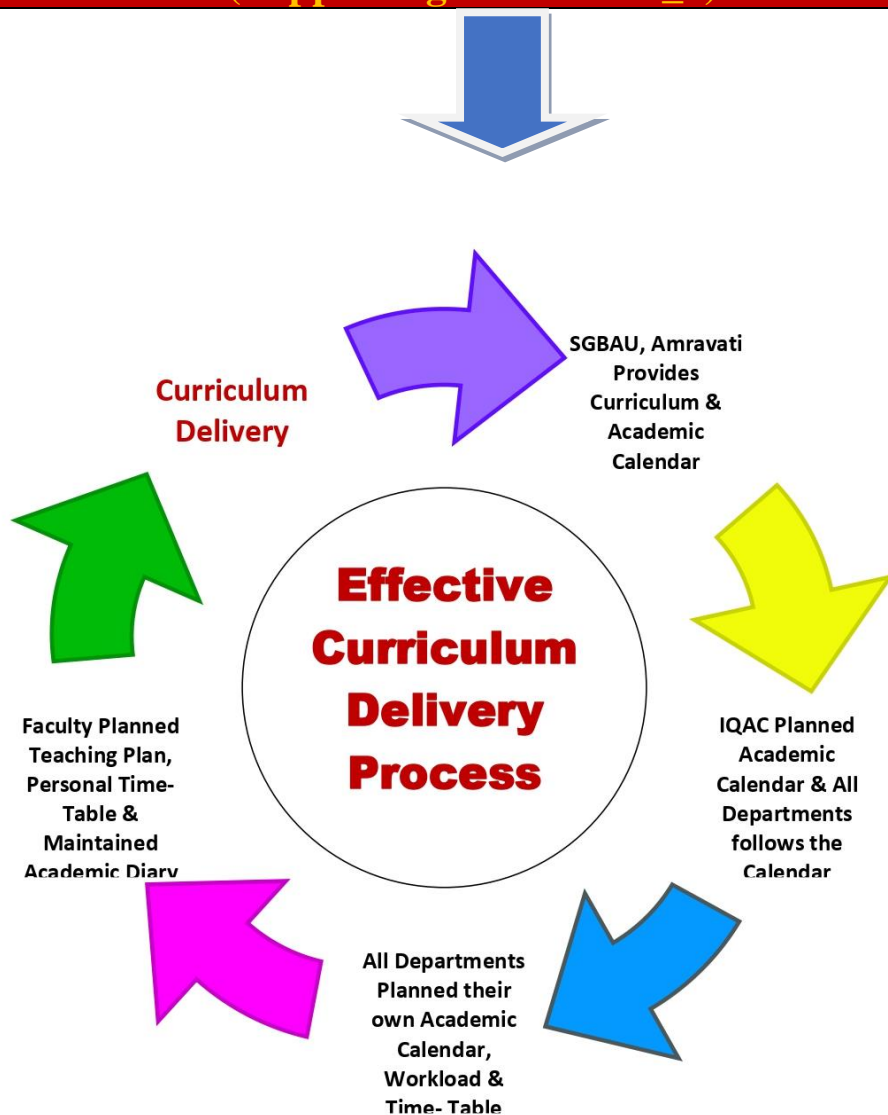 Curriculum
Delivery
SGBAU, Amravati
Provides
Curriculum &
Academic
Calendar
IQAC Planned
Academic
Calendar & All
Departments
follows the
Calendar
All Departments
Planned their
own Academic
Calendar,
Workload &
Time- Table
Faculty Planned
Teaching Plan,
Personal Time-
Table &
Maintained
Academic Diary
Effective
Curriculum
Delivery
Process